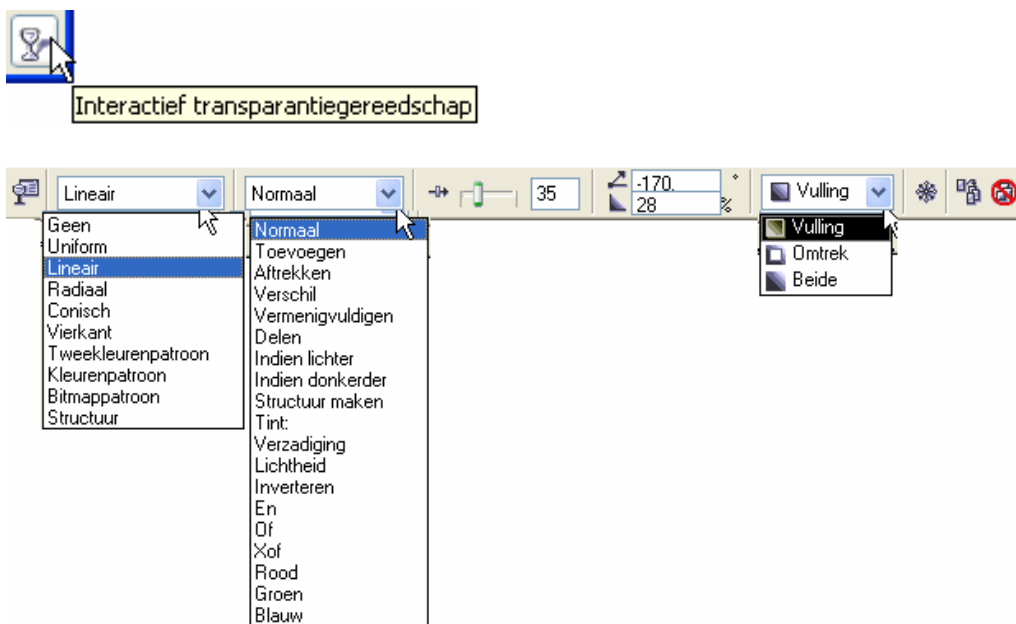 Interactief transparantiegereedschap
Lineair Normaal 35 -170. ° Vulling
28 %
Geen
Uniform
Lineair
Radiaal
Conisch
Vierkant
Tweekleurenpatroon
Kleurenpatroon
Bitmappatroon
Structuur
Normaal
Toevoegen
Aftrekken
Verschil
Vermenigvuldigen
Delen
Indien lichter
Indien donkerder
Structuur maken
Tint:
Verzadiging
Lichtheid
Inverteren
En
Of
Xof
Rood
Groen
Blauw
Vulling
Omtrek
Beide